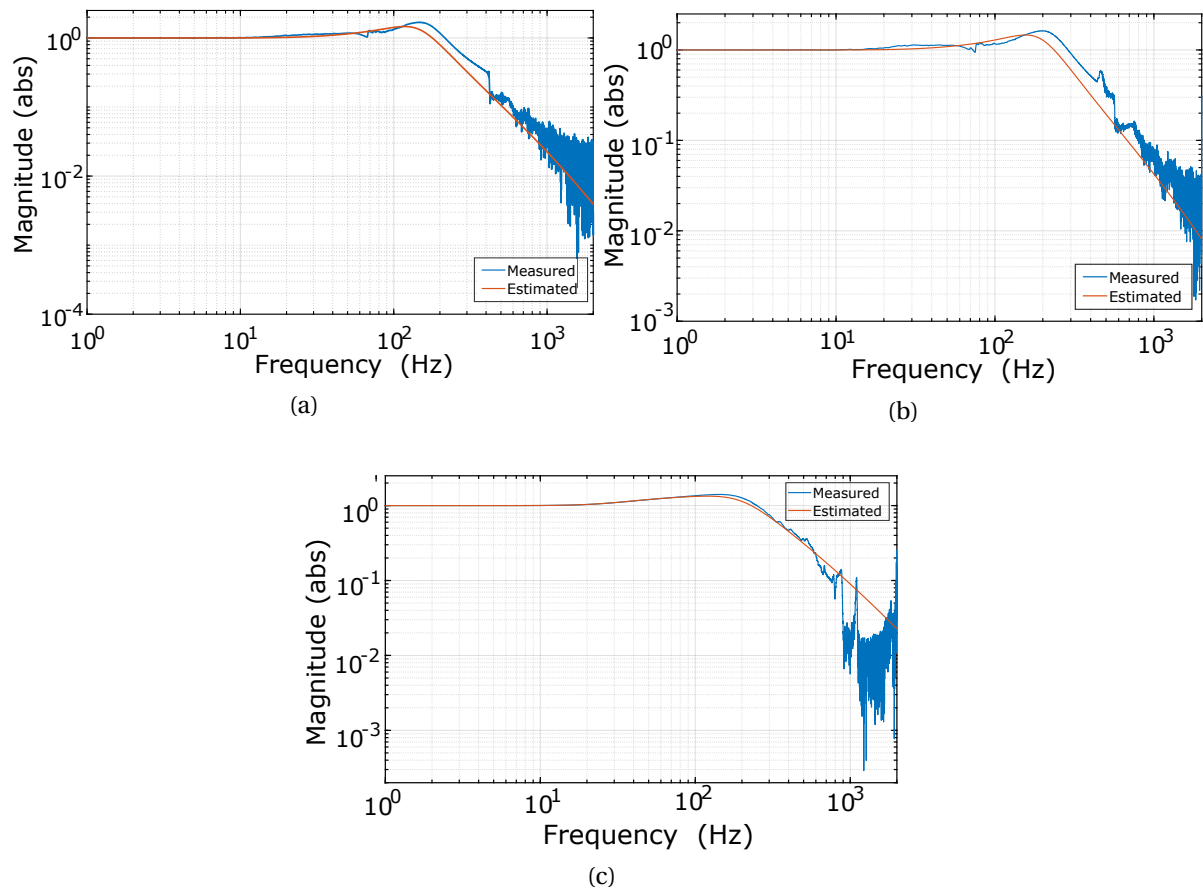 10^0
10^-2
10^-4
Magnitude (abs)
Measured
Estimated
10^0 10^1 10^2 10^3
Frequency (Hz)
(a)
10^0
10^-1
10^-2
10^-3
Magnitude (abs)
Measured
Estimated
10^0 10^1 10^2 10^3
Frequency (Hz)
(b)
10^0
10^-1
10^-2
10^-3
Magnitude (abs)
Measured
Estimated
10^0 10^1 10^2 10^3
Frequency (Hz)
(c)